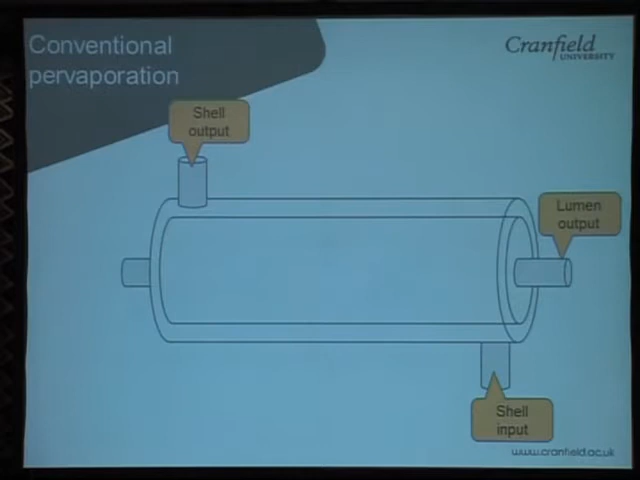 Conventional
pervaporation
Cranfield
UNIVERSITY
Shell
output
Lumen
output
Shell
input
www.cranfield.ac.uk